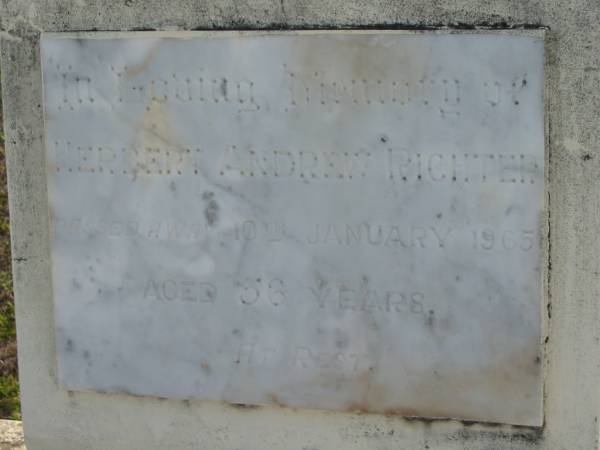 In Loving Memory of
HERBERT ANDREW RICHTER
PASSED AWAY 10TH JANUARY 1965
AGED 56 YEARS.
AT REST.